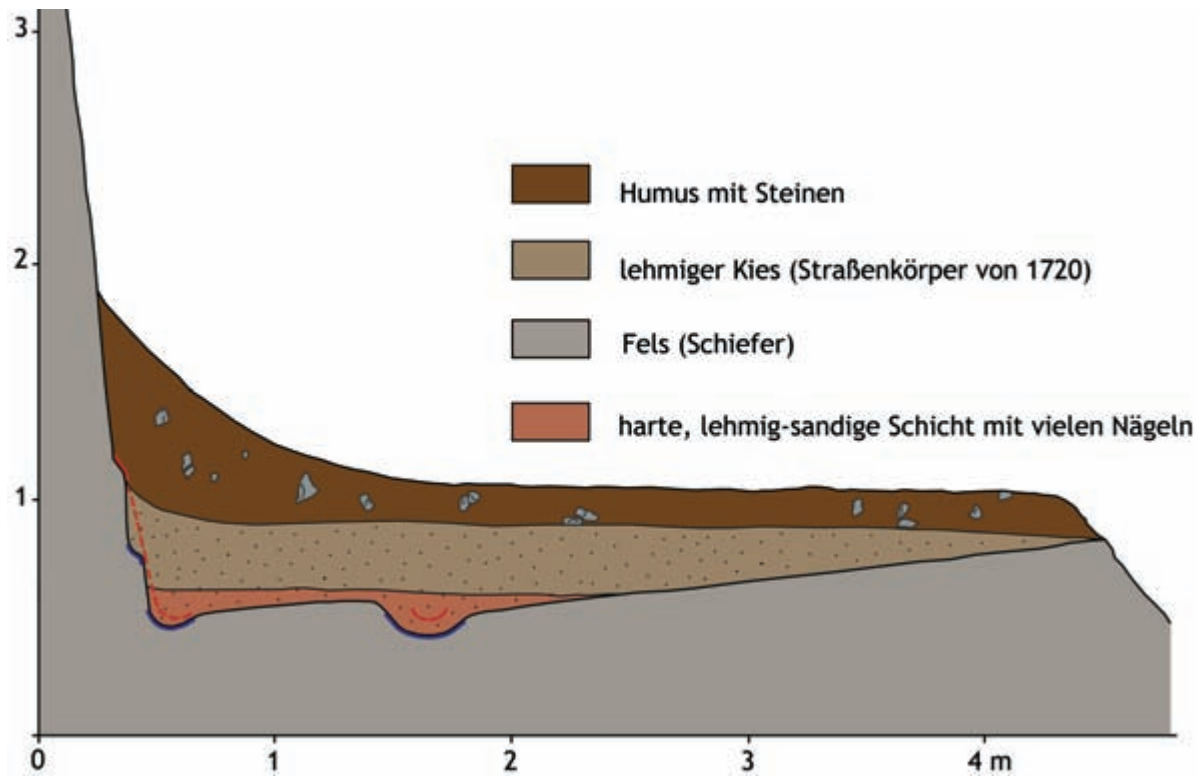 3
2
1
Humus mit Steinen
lehmiger Kies (Straßenkörper von 1720)
Fels (Schiefer)
harte, lehmig-sandige Schicht mit vielen Nägeln
0 1 2 3 4 m